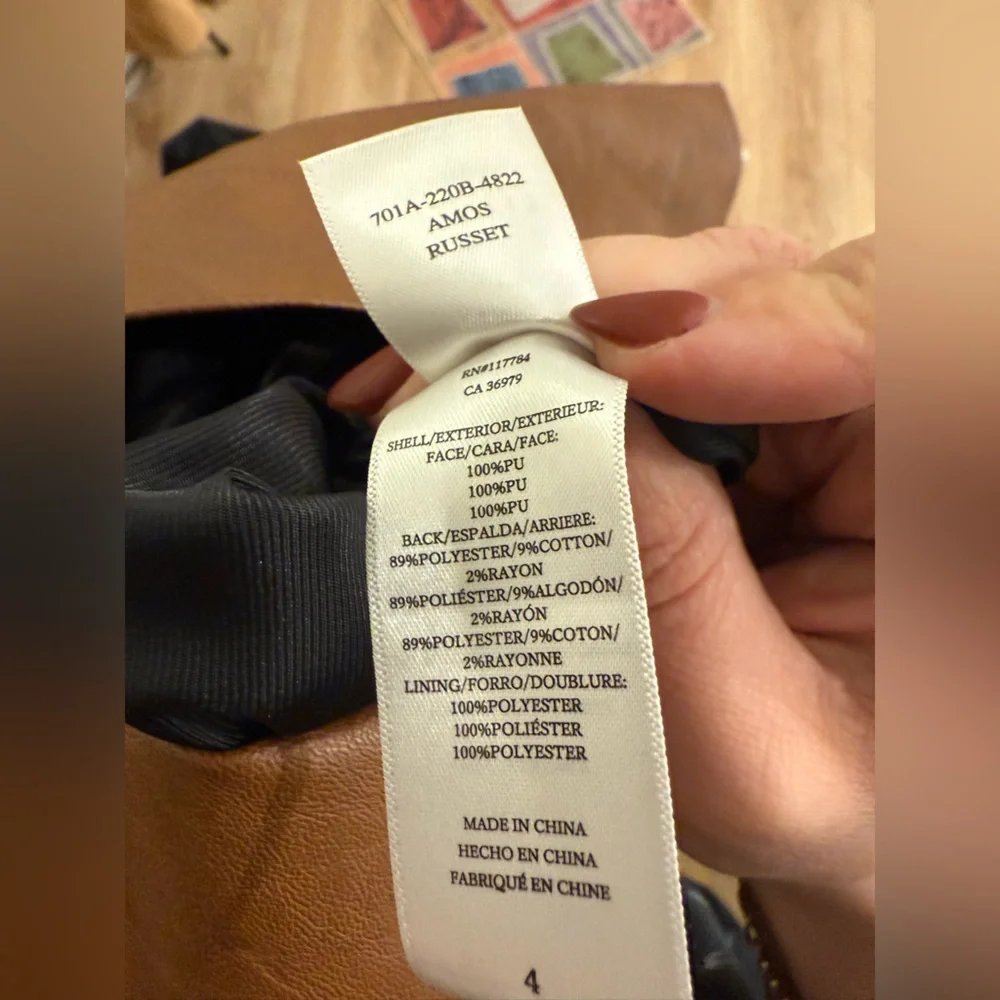 701A-220B-4822
AMOS
RUSSET
RN#117784
CA 36979
SHELL/EXTERIOR/EXTERIEUR:
FACE/CARA/FACE:
100%PU
100%PU
100%PU
BACK/ESPALDA/ARRIERE:
89%POLYESTER/9%COTTON/
2%RAYON
89%POLIÉSTER/9%ALGODÓN/
2%RAYÓN
89%POLYESTER/9%COTON/
2%RAYONNE
LINING/FORRO/DOUBLURE:
100%POLYESTER
100%POLIÉSTER
100%POLYESTER
MADE IN CHINA
HECHO EN CHINA
FABRIQUÉ EN CHINE
4